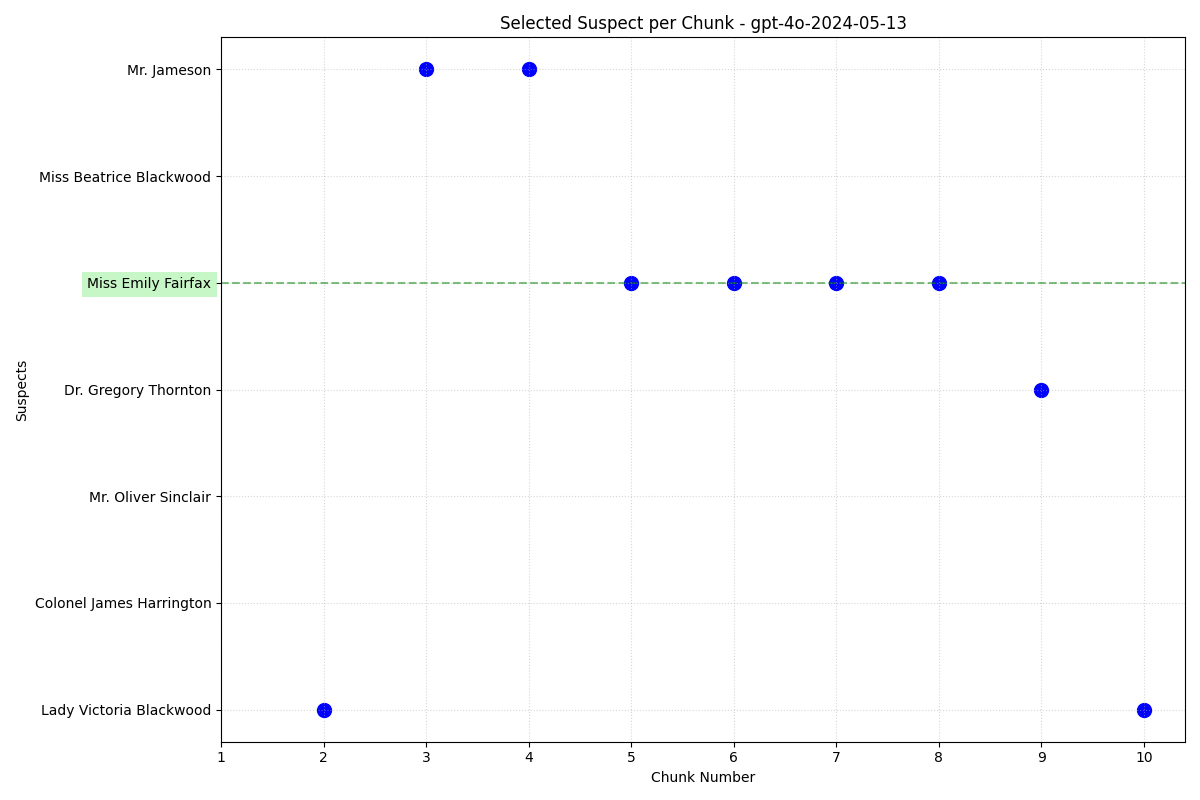 Selected Suspect per Chunk - gpt-4o-2024-05-13
Mr. Jameson
Miss Beatrice Blackwood
Miss Emily Fairfax
Dr. Gregory Thornton
Mr. Oliver Sinclair
Colonel James Harrington
Lady Victoria Blackwood
Suspects
1 2 3 4 5 6 7 8 9 10
Chunk Number